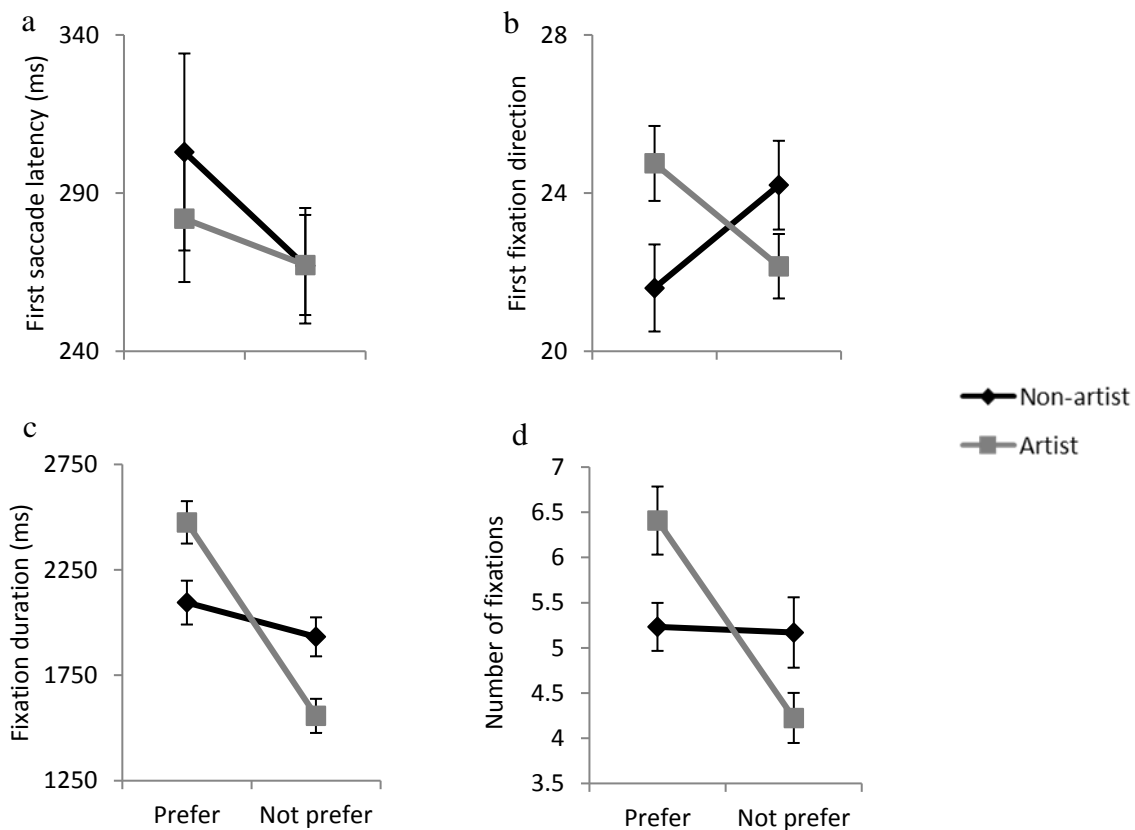 a
First saccade latency (ms)
340
290
240
b
First fixation direction
28
24
20
Non-artist
Artist
c
Fixation duration (ms)
2750
2250
1750
1250
Prefer
Not prefer
d
Number of fixations
7
6.5
6
5.5
5
4.5
4
3.5
Prefer
Not prefer